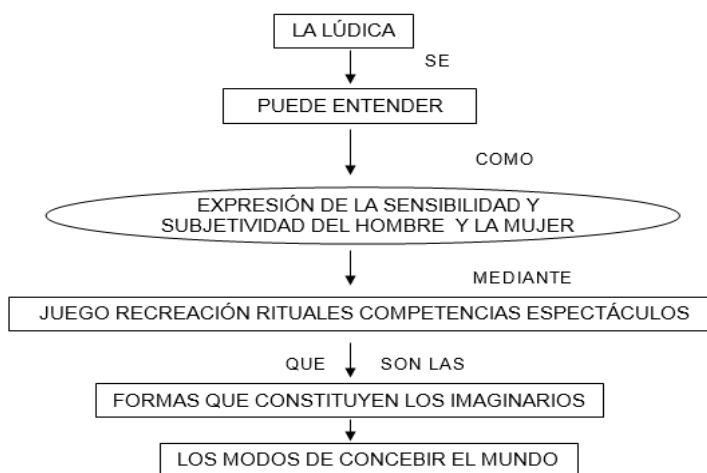 LA LÚDICA
SE
PUEDE ENTENDER
COMO
EXPRESIÓN DE LA SENSIBILIDAD Y
SUBJETIVIDAD DEL HOMBRE Y LA MUJER
MEDIANTE
JUEGO RECREACIÓN RITUALES COMPETENCIAS ESPECTÁCULOS
QUE SON LAS
FORMAS QUE CONSTITUYEN LOS IMAGINARIOS
LOS MODOS DE CONCEBIR EL MUNDO